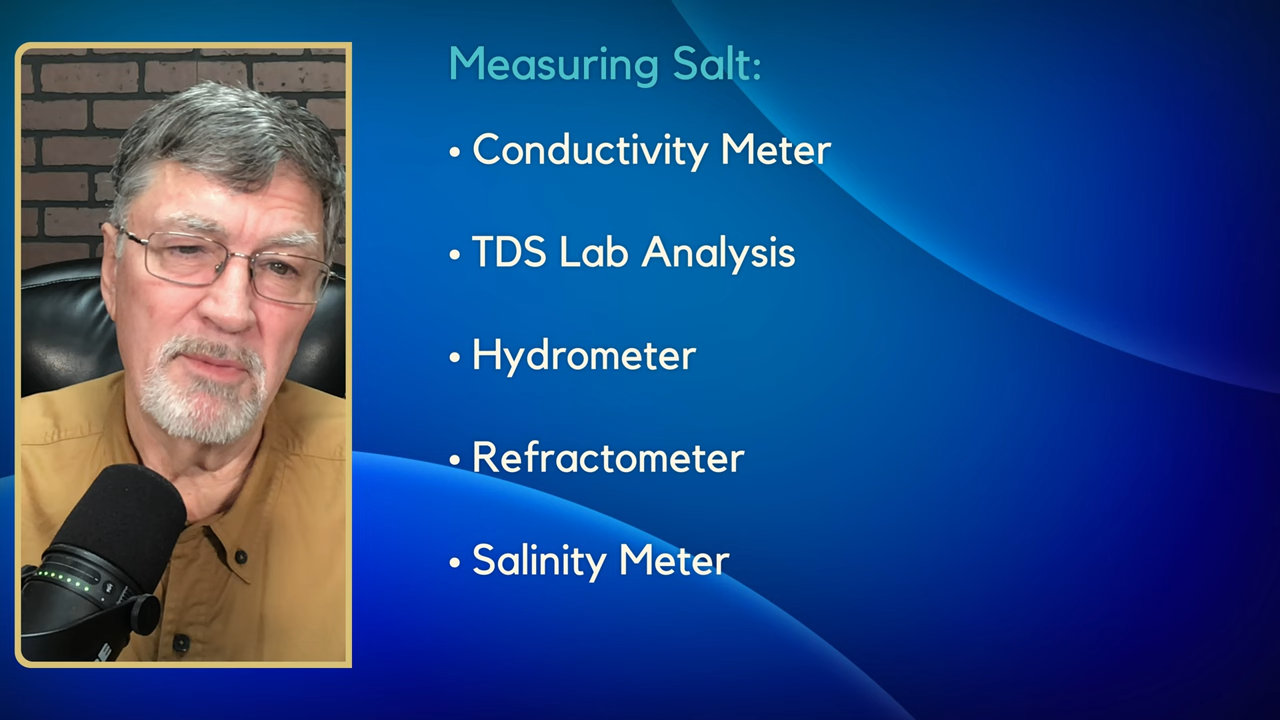 Measuring Salt:
• Conductivity Meter
• TDS Lab Analysis
• Hydrometer
• Refractometer
• Salinity Meter